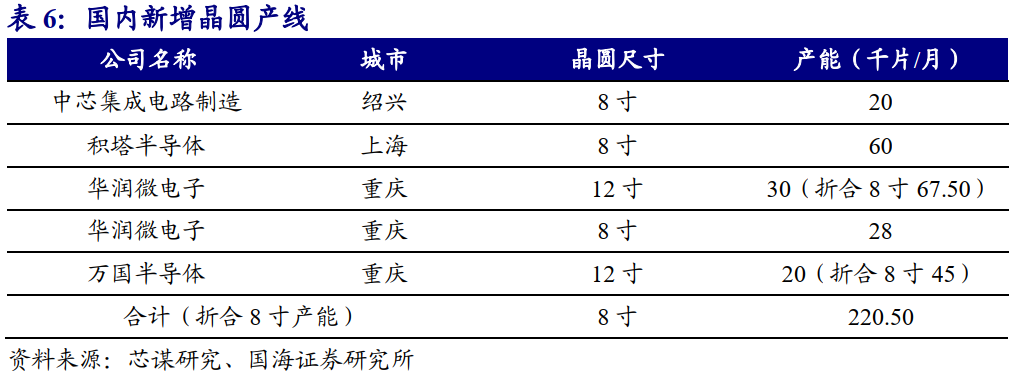 表 6：国内新增晶圆产线
公司名称 城市 晶圆尺寸 产能（千片/月）
中芯集成电路制造 绍兴 8 寸 20
积塔半导体 上海 8 寸 60
华润微电子 重庆 12 寸 30（折合 8 寸 67.50）
华润微电子 重庆 8 寸 28
万国半导体 重庆 12 寸 20（折合 8 寸 45）
合计（折合 8 寸产能） 8 寸 220.50
资料来源：芯谋研究、国海证券研究所